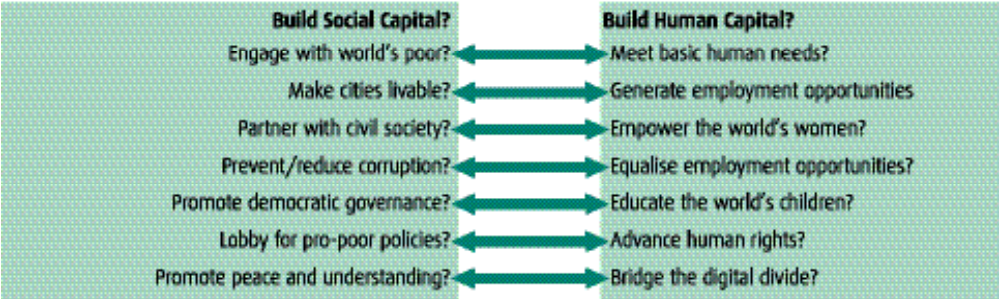 Build Social Capital? Build Human Capital?
Engage with world's poor? Meet basic human needs?
Make cities livable? Generate employment opportunities
Partner with civil society? Empower the world's women?
Prevent/reduce corruption? Equalise employment opportunities?
Promote democratic governance? Educate the world's children?
Lobby for pro-poor policies? Advance human rights?
Promote peace and understanding? Bridge the digital divide?